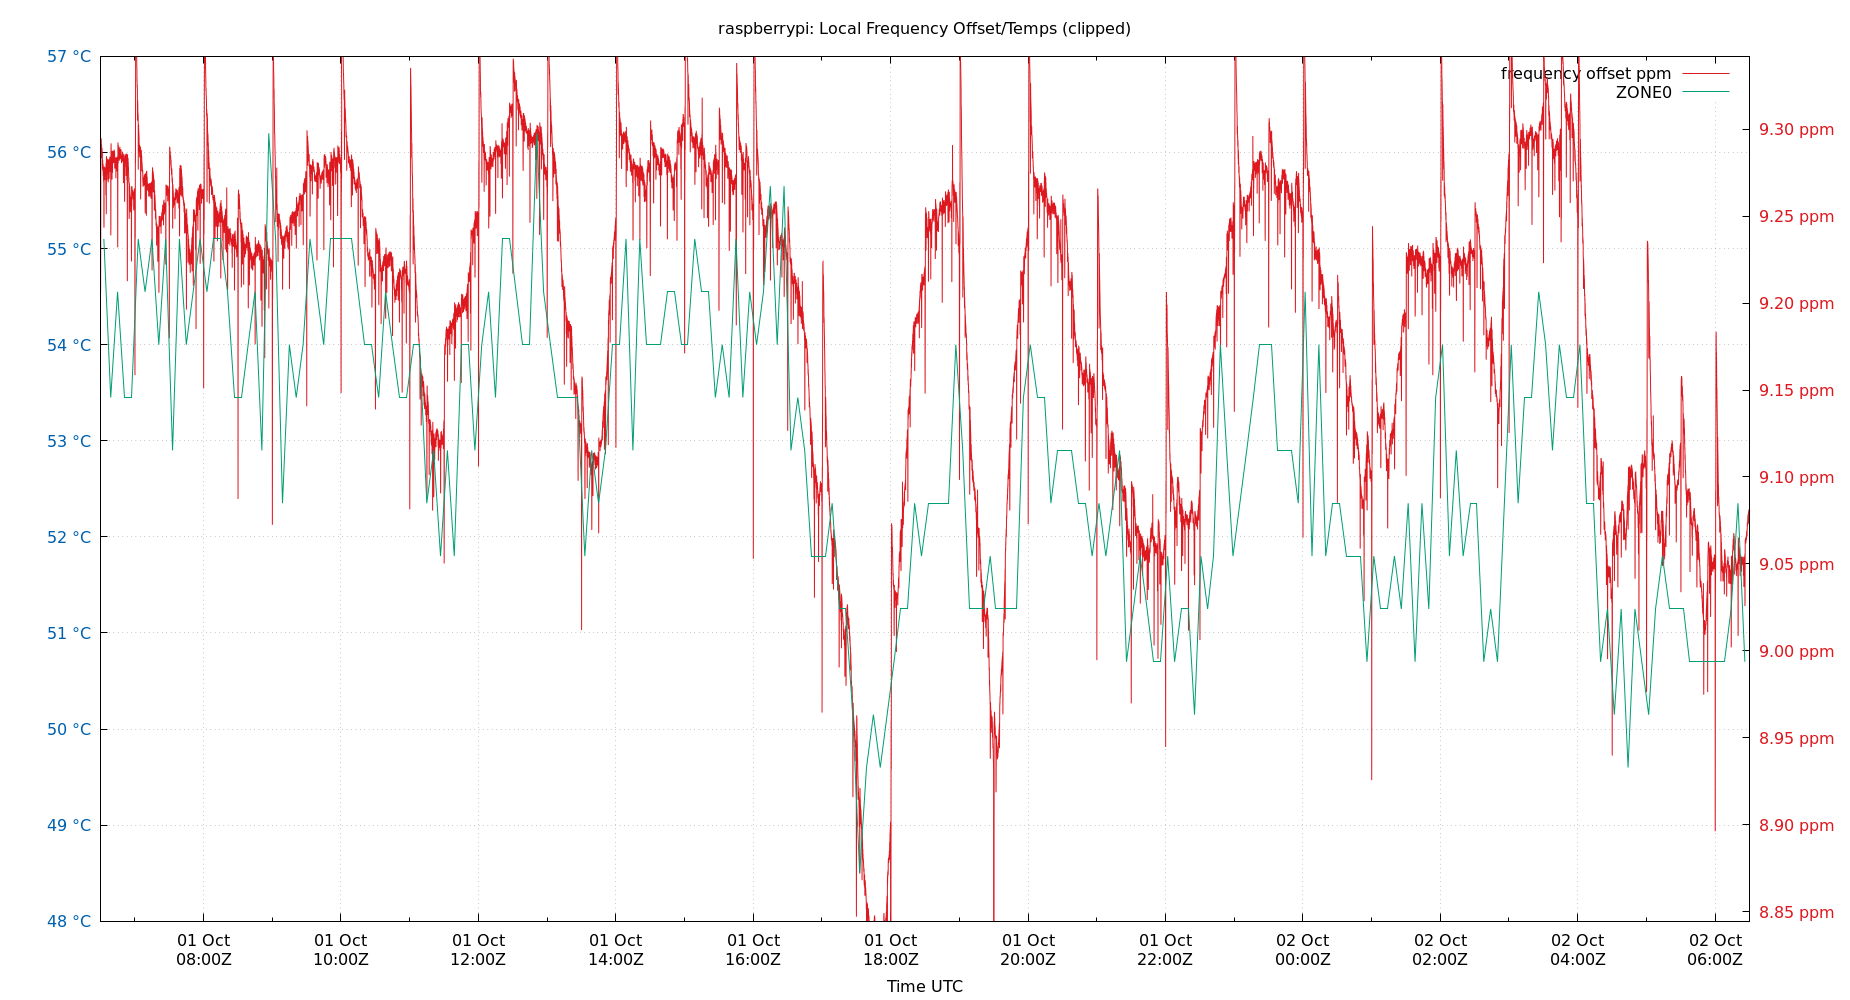 raspberrypi: Local Frequency Offset/Temps (clipped)
57 °C
56 °C
55 °C
54 °C
53 °C
52 °C
51 °C
50 °C
49 °C
48 °C
frequency offset ppm
ZONE0
9.30 ppm
9.25 ppm
9.20 ppm
9.15 ppm
9.10 ppm
9.05 ppm
9.00 ppm
8.95 ppm
8.90 ppm
8.85 ppm
01 Oct 01 Oct 01 Oct 01 Oct 01 Oct 01 Oct 01 Oct 01 Oct 02 Oct 02 Oct 02 Oct 02 Oct
08:00Z 10:00Z 12:00Z 14:00Z 16:00Z 18:00Z 20:00Z 22:00Z 00:00Z 02:00Z 04:00Z 06:00Z
Time UTC